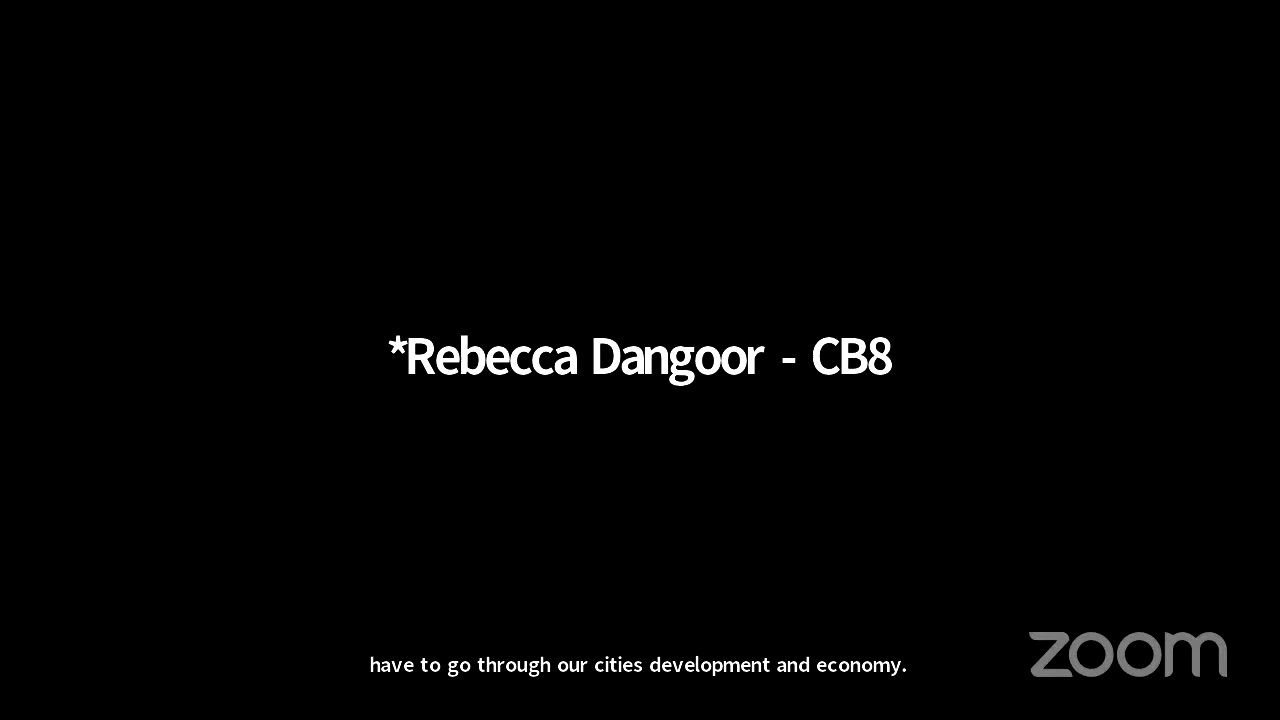 *Rebecca Dangoor - CB8
have to go through our cities development and economy.
zoom